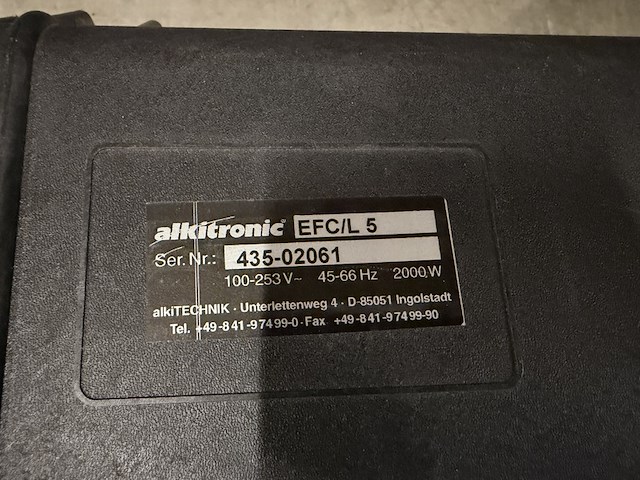 alkitronic® EFC/L 5
Ser. Nr.: 435-02061
100-253 V~ 45-66 Hz 2000 W
alkiTECHNIK · Unterlettenweg 4 · D-85051 Ingolstadt
Tel. +49-841-97499-0 · Fax +49-841-97499-90